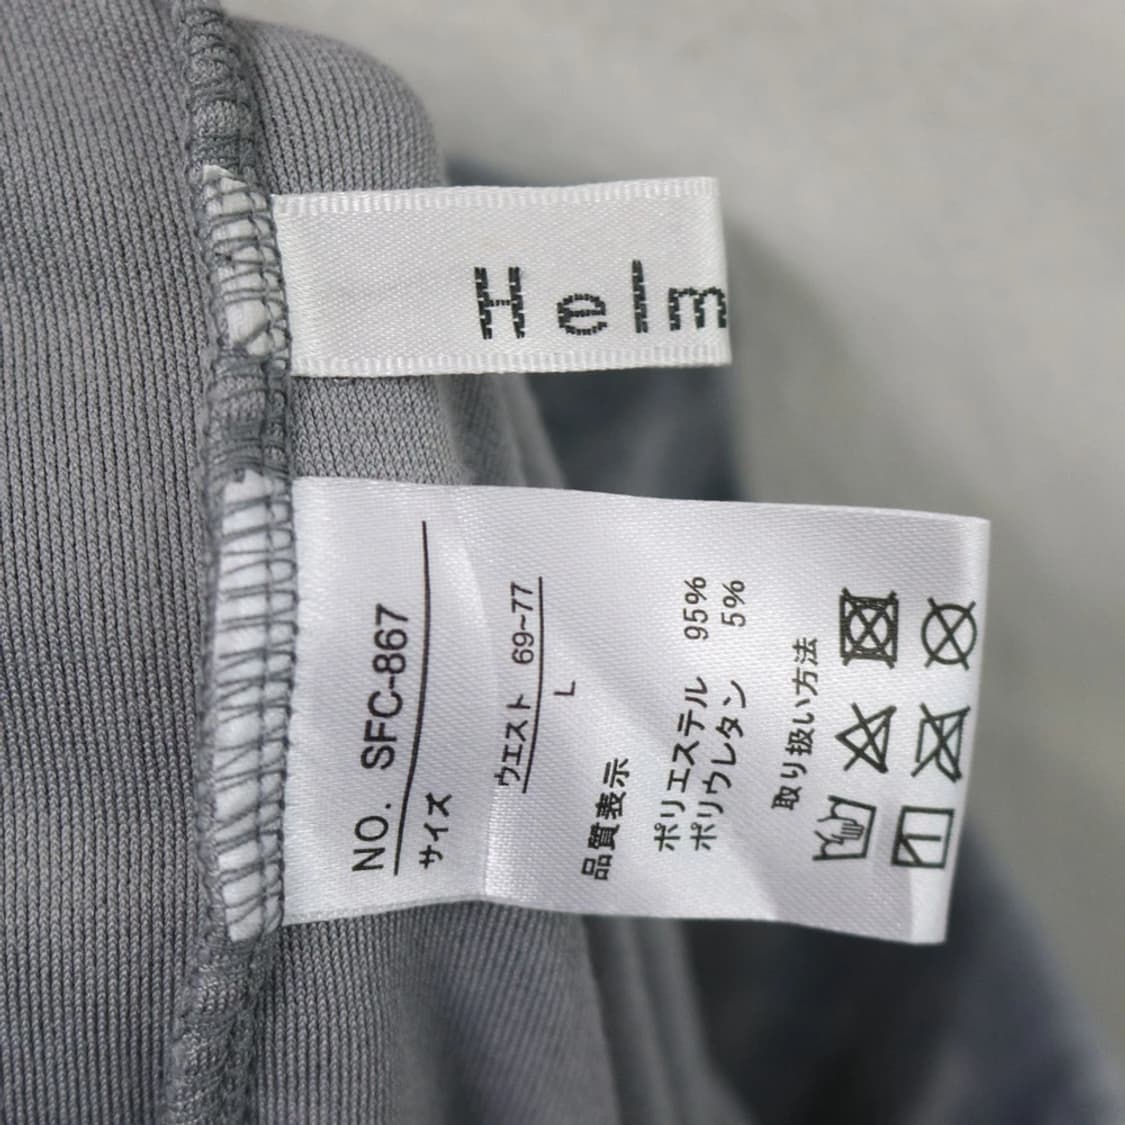 Helm
NO. SFC-867
サイズ
ウエスト 69~77
L
品質表示
ポリエステル 95%
ポリウレタン 5%
取り扱い方法